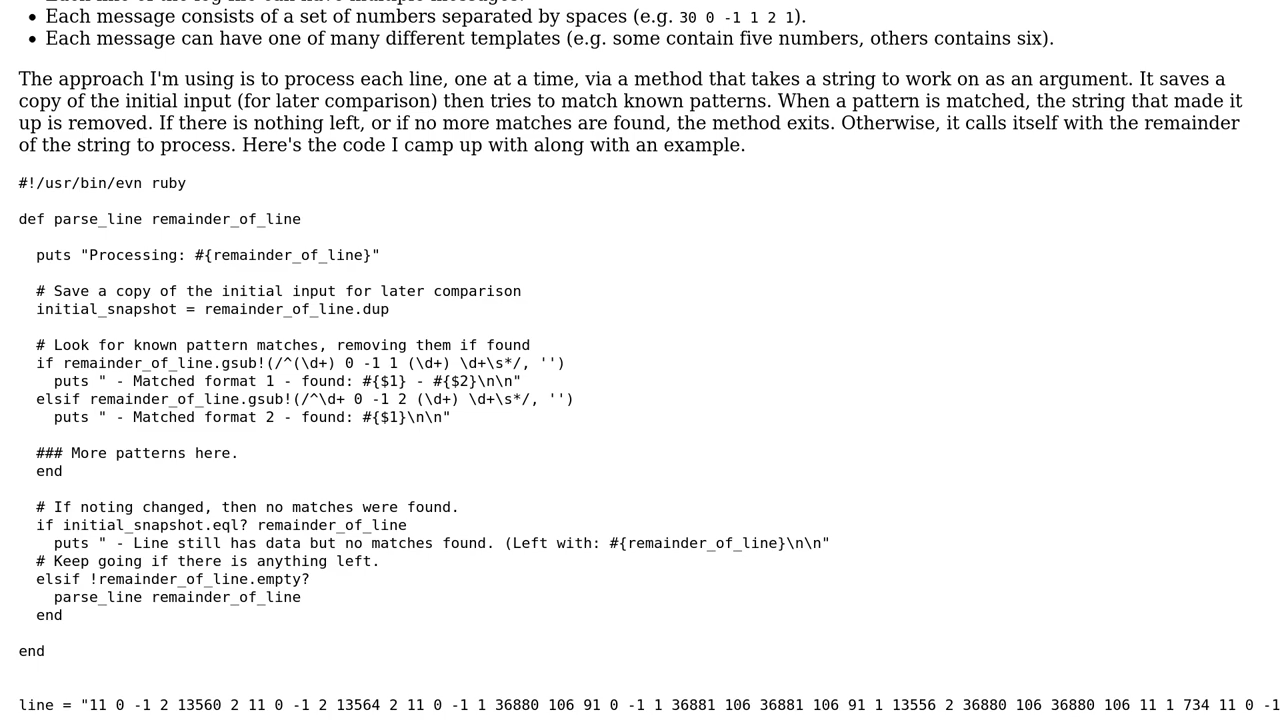 Each message consists of a set of numbers separated by spaces (e.g. 30 0 -1 1 2 1).
Each message can have one of many different templates (e.g. some contain five numbers, others contains six).
The approach I'm using is to process each line, one at a time, via a method that takes a string to work on as an argument. It saves a
copy of the initial input (for later comparison) then tries to match known patterns. When a pattern is matched, the string that made it
up is removed. If there is nothing left, or if no more matches are found, the method exits. Otherwise, it calls itself with the remainder
of the string to process. Here's the code I camp up with along with an example.
#!/usr/bin/evn ruby
def parse_line remainder_of_line
puts "Processing: #{remainder_of_line}"
# Save a copy of the initial input for later comparison
initial_snapshot = remainder_of_line.dup
# Look for known pattern matches, removing them if found
if remainder_of_line.gsub!(/^(\d+) 0 -1 1 (\d+) \d+\s*/, '')
puts " - Matched format 1 - found: #{$1} - #{$2}\n\n"
elsif remainder_of_line.gsub!(/^\d+ 0 -1 2 (\d+) \d+\s*/, '')
puts " - Matched format 2 - found: #{$1}\n\n"
### More patterns here.
end
# If noting changed, then no matches were found.
if initial_snapshot.eql? remainder_of_line
puts " - Line still has data but no matches found. (Left with: #{remainder_of_line}\n\n"
# Keep going if there is anything left.
elsif !remainder_of_line.empty?
parse_line remainder_of_line
end
end
line = "11 0 -1 2 13560 2 11 0 -1 2 13564 2 11 0 -1 1 36880 106 91 0 -1 1 36881 106 36881 106 91 1 13556 2 36880 106 36880 106 11 1 734 11 0 -1